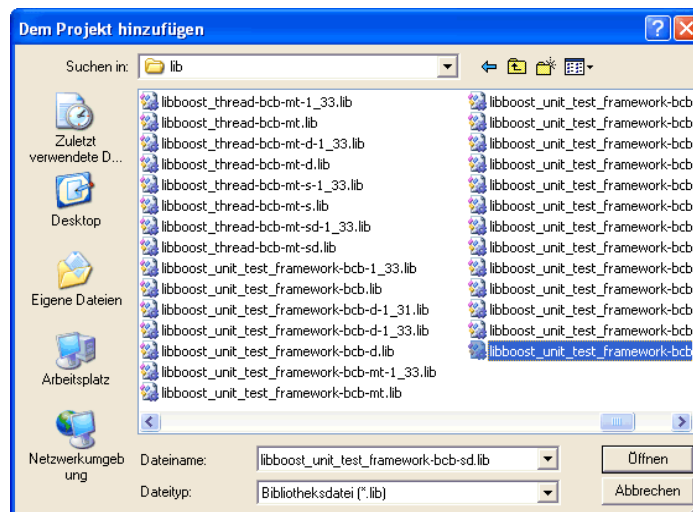 Dem Projekt hinzufügen
Suchen in:
lib
Zuletzt
verwendete D...
Desktop
Eigene Dateien
Arbeitsplatz
Netzwerkumgeb
ung
libboost_thread-bcb-mt-1_33.lib
libboost_thread-bcb-mt.lib
libboost_thread-bcb-mt-d-1_33.lib
libboost_thread-bcb-mt-d.lib
libboost_thread-bcb-mt-s-1_33.lib
libboost_thread-bcb-mt-s.lib
libboost_thread-bcb-mt-sd-1_33.lib
libboost_thread-bcb-mt-sd.lib
libboost_unit_test_framework-bcb-1_33.lib
libboost_unit_test_framework-bcb.lib
libboost_unit_test_framework-bcb-d-1_31.lib
libboost_unit_test_framework-bcb-d-1_33.lib
libboost_unit_test_framework-bcb-d.lib
libboost_unit_test_framework-bcb-mt-1_33.lib
libboost_unit_test_framework-bcb-mt.lib
libboost_unit_test_framework-bcb
libboost_unit_test_framework-bcb
libboost_unit_test_framework-bcb
libboost_unit_test_framework-bcb
libboost_unit_test_framework-bcb
libboost_unit_test_framework-bcb
libboost_unit_test_framework-bcb
libboost_unit_test_framework-bcb
libboost_unit_test_framework-bcb
libboost_unit_test_framework-bcb
libboost_unit_test_framework-bcb
libboost_unit_test_framework-bcb
libboost_unit_test_framework-bcb
Dateiname:
libboost_unit_test_framework-bcb-sd.lib
Öffnen
Dateityp:
Bibliotheksdatei (*.lib)
Abbrechen